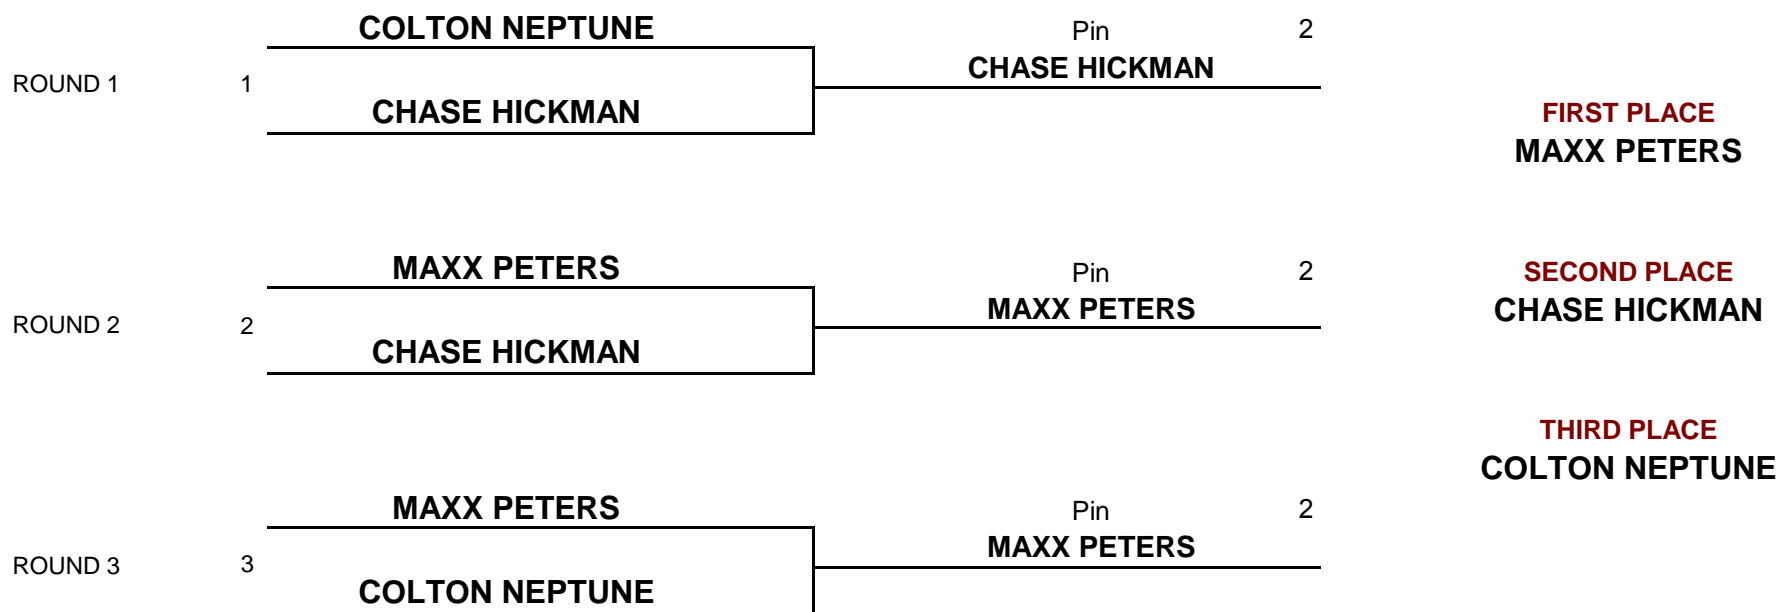 COLTON NEPTUNE
Pin 2
CHASE HICKMAN
ROUND 1 1
CHASE HICKMAN
FIRST PLACE
MAXX PETERS
MAXX PETERS
Pin 2
SECOND PLACE
MAXX PETERS
CHASE HICKMAN
ROUND 2 2
CHASE HICKMAN
THIRD PLACE
COLTON NEPTUNE
MAXX PETERS
Pin 2
MAXX PETERS
ROUND 3 3
COLTON NEPTUNE